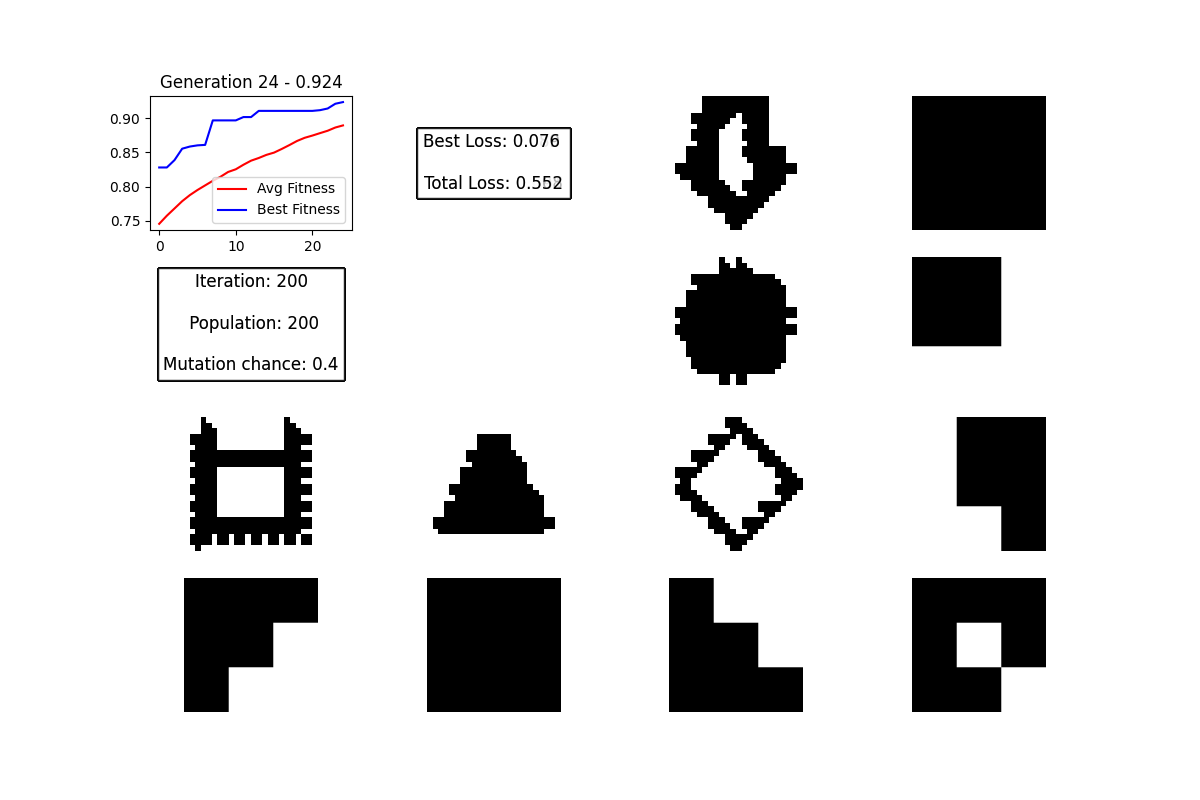 Generation 24 - 0.924
0.90
0.85
0.80
0.75
Avg Fitness
Best Fitness
0 10 20
Best Loss: 0.076
Total Loss: 0.552
Iteration: 200
Population: 200
Mutation chance: 0.4